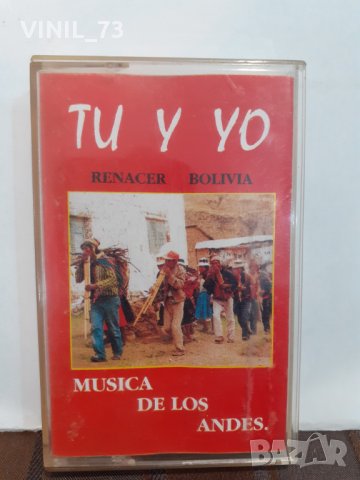 VINIL_73
TU Y YO
RENACER BOLIVIA
MUSICA
DE LOS
ANDES.
BAZAR